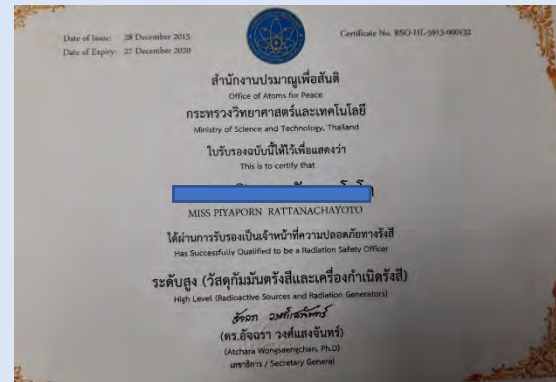 Date of Issue: 28 December 2015
Certificate No. RSO-HL-5913-000132
Date of Expiry: 27 December 2020
สำนักงานปรมาณูเพื่อสันติ
Office of Atoms for Peace
กระทรวงวิทยาศาสตร์และเทคโนโลยี
Ministry of Science and Technology, Thailand
ใบรับรองฉบับนี้ให้ไว้เพื่อแสดงว่า
This is to certify that
MISS PIYAPORN RATTANACHAYOTO
ได้ผ่านการรับรองเป็นเจ้าหน้าที่ความปลอดภัยทางรังสี
Has Successfully Qualified to be a Radiation Safety Officer
ระดับสูง (วัสดุกัมมันตรังสีและเครื่องกำเนิดรังสี)
High Level (Radioactive Sources and Radiation Generators)
(ดร.อัจฉรา วงศ์แสงจันทร์)
(Atchara Wongsaengchan, Ph.D)
เลขาธิการ / Secretary General